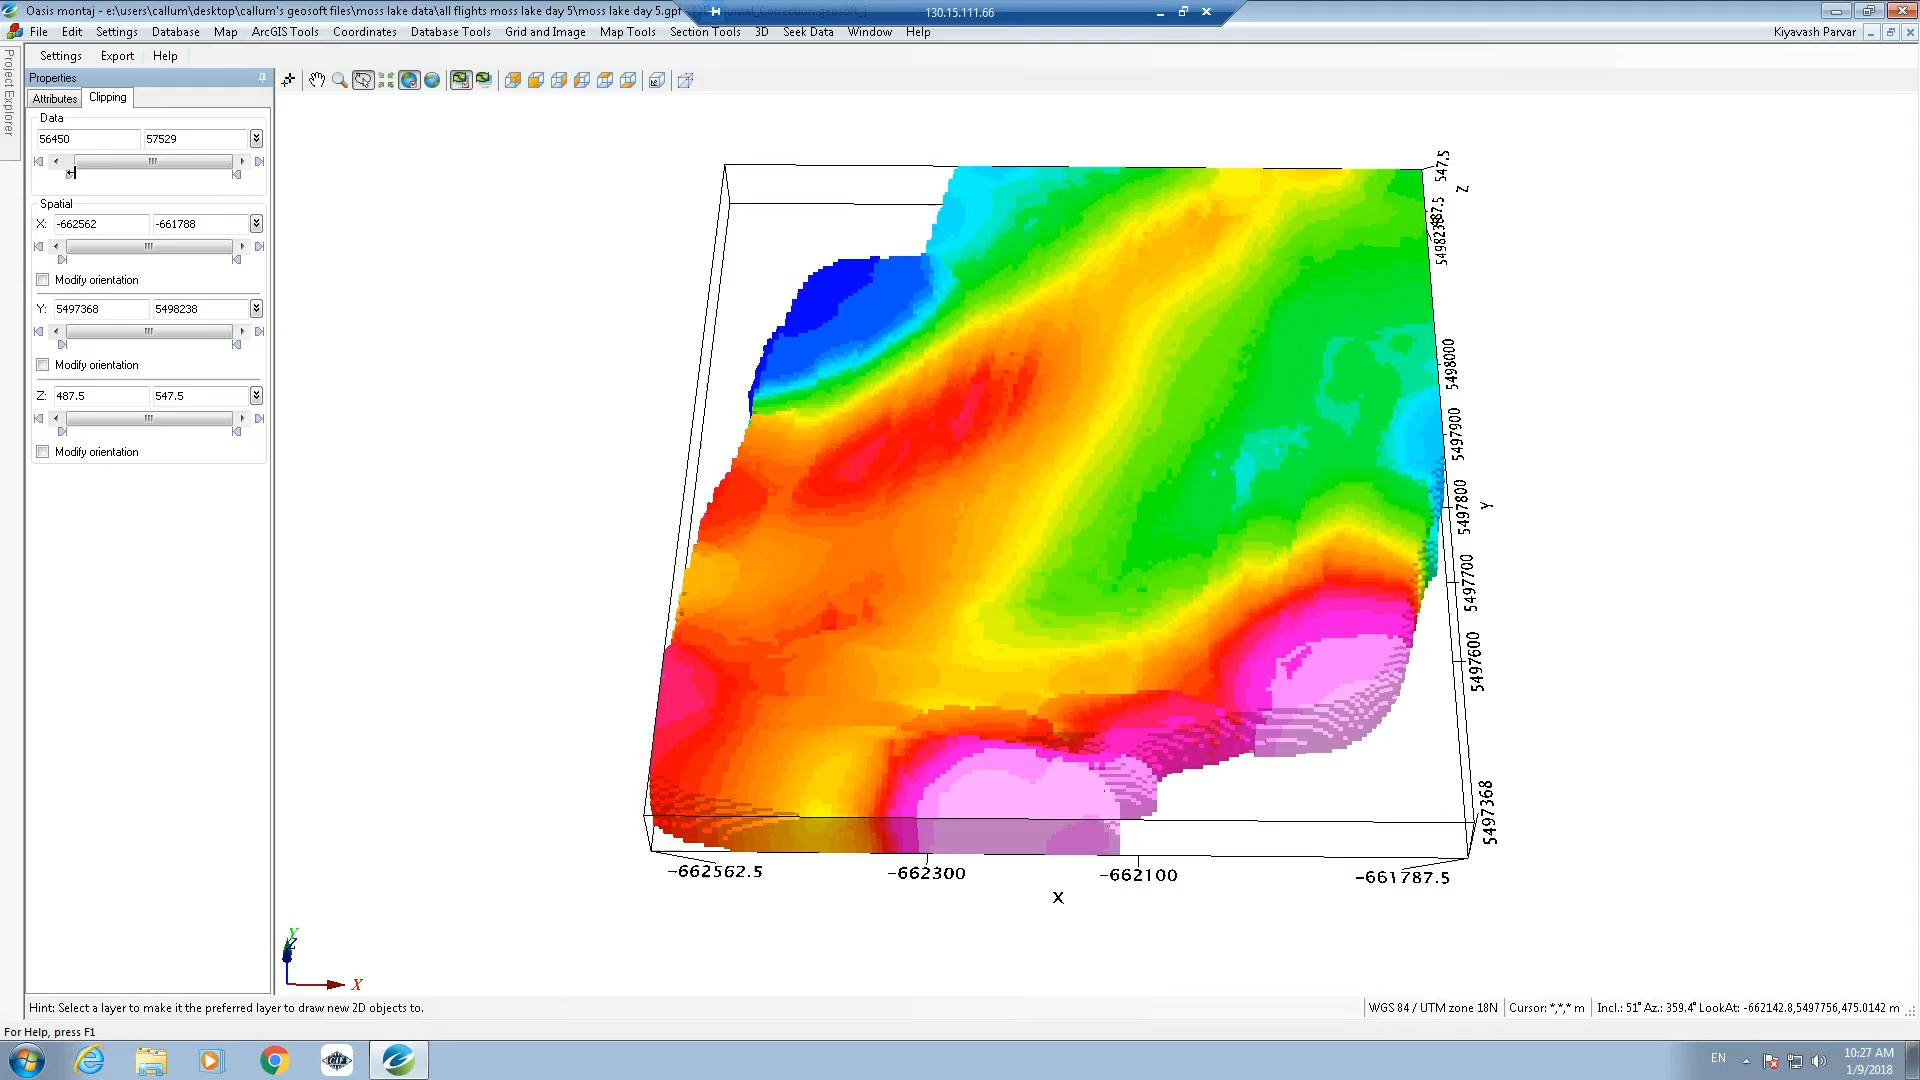 Oasis montaj - e:\users\callum\desktop\callum's geosoft files\moss lake data\all flights moss lake day 5\moss lake day 5.gpf
130.15.111.66
File Edit Settings Database Map ArcGIS Tools Coordinates Database Tools Grid and Image Map Tools Section Tools 3D Seek Data Window Help
Kiyavash Parvar
Project Explorer
Settings Export Help
Properties
Attributes Clipping
Data
56450 57529
Spatial
X: -662562 -661788
Modify orientation
Y: 5497368 5498238
Modify orientation
Z: 487.5 547.5
Modify orientation
547.5
Z
5498000
5497900
5497800
Y
5497700
5497600
5497368
-662562.5 -662300 -662100 -661787.5
X
Y
Z
X
Hint: Select a layer to make it the preferred layer to draw new 2D objects to.
WGS 84 / UTM zone 18N Cursor: *,*,* m Incl.: 51° Az.: 359.4° LookAt: -662142.8,5497756,475.0142 m
For Help, press F1
EN
10:27 AM
1/9/2018